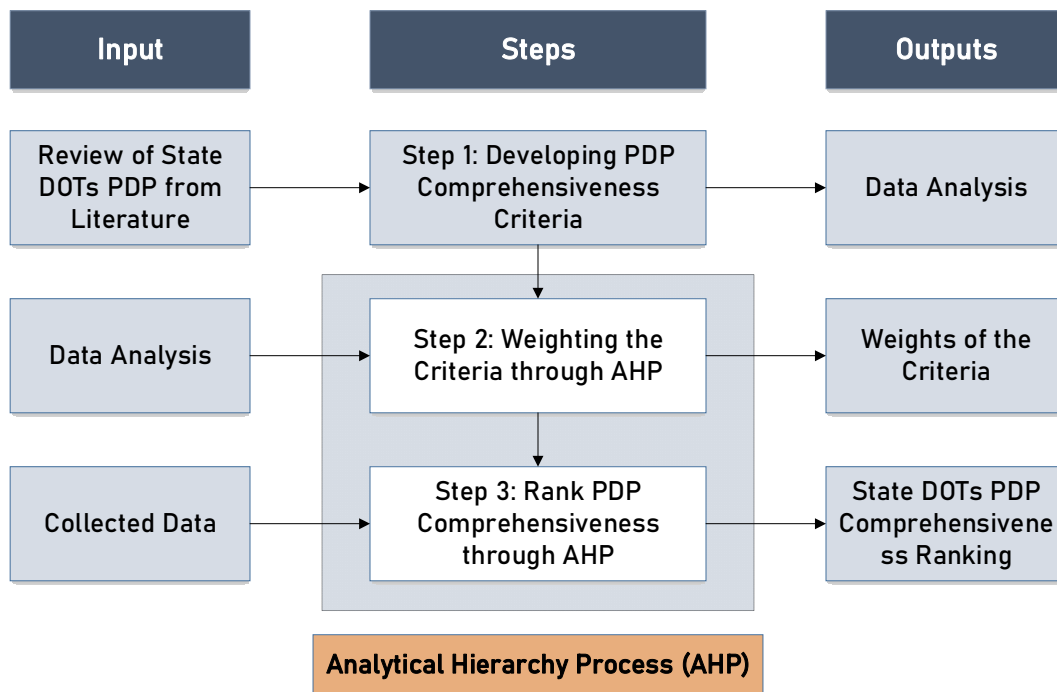 Input
Steps
Outputs
Review of State
DOTs PDP from
Literature
Step 1: Developing PDP
Comprehensiveness
Criteria
Data Analysis
Data Analysis
Step 2: Weighting the
Criteria through AHP
Weights of the
Criteria
Collected Data
Step 3: Rank PDP
Comprehensiveness
through AHP
State DOTs PDP
Comprehensivene
ss Ranking
Analytical Hierarchy Process (AHP)